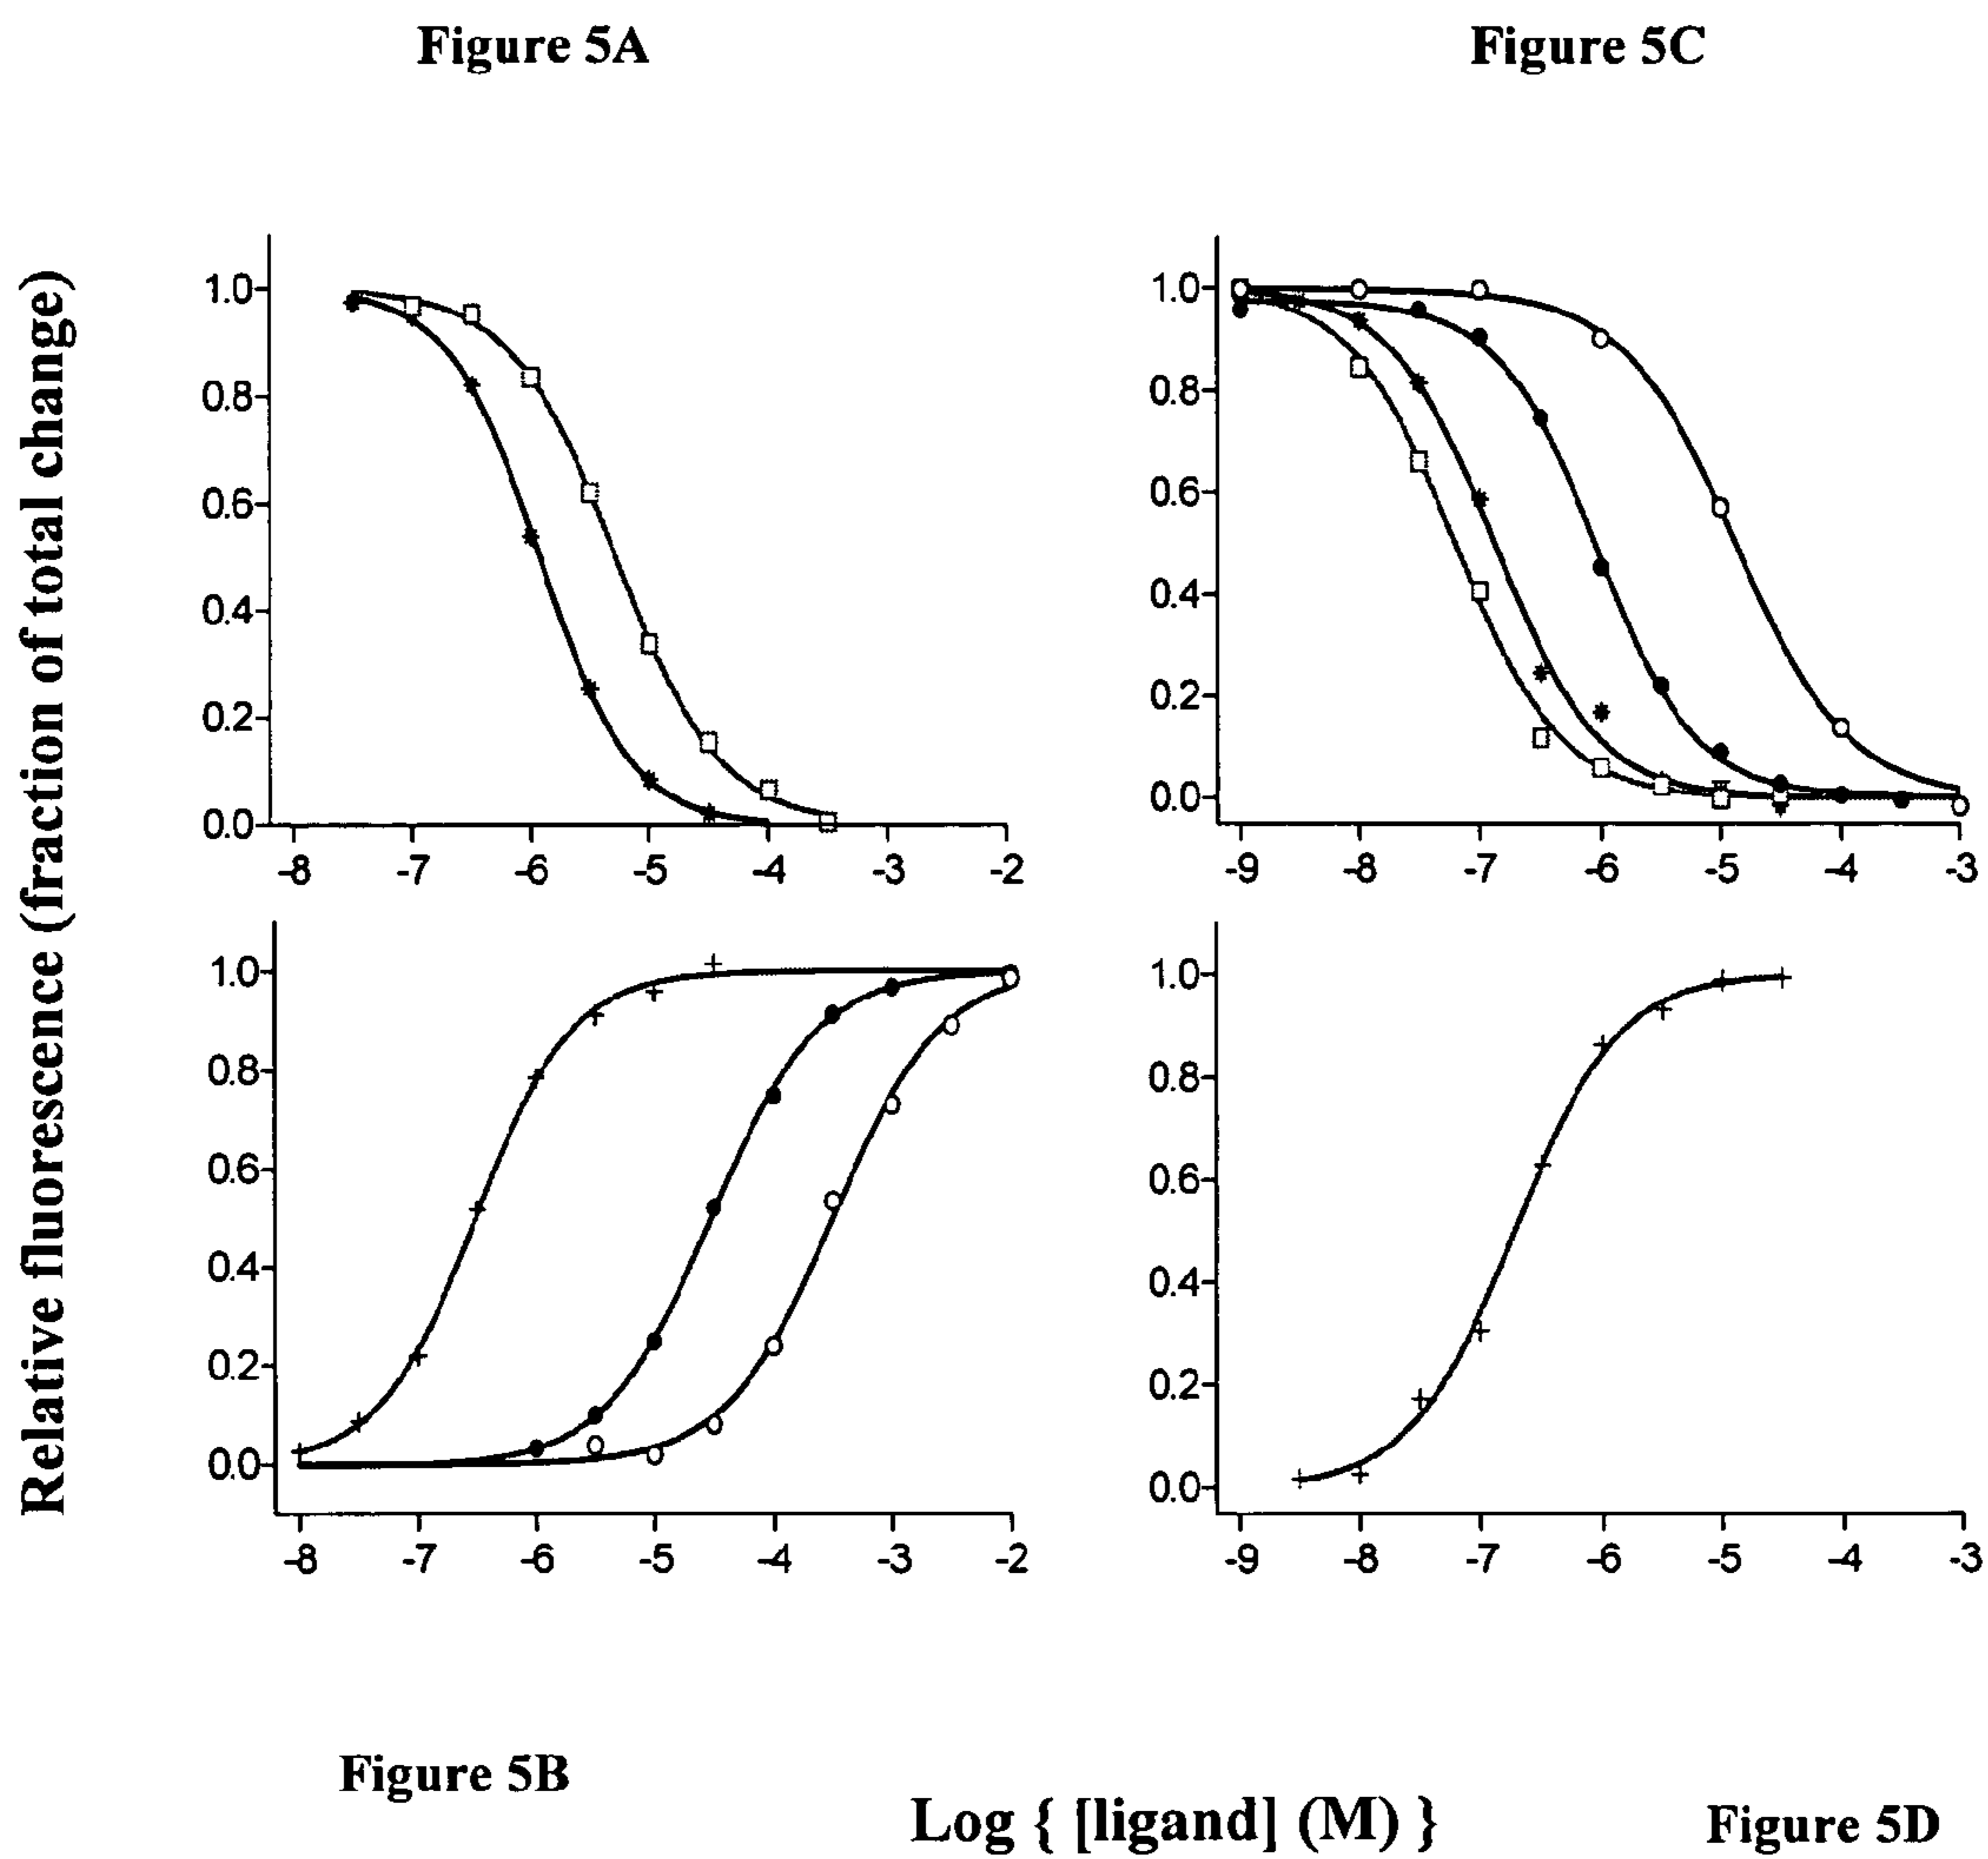 Figure 5A
Figure 5C
Relative fluorescence (fraction of total change)
1.0
0.8
0.6
0.4
0.2
0.0
-8 -7 -6 -5 -4 -3 -2
1.0
0.8
0.6
0.4
0.2
0.0
-9 -8 -7 -6 -5 -4 -3
1.0
0.8
0.6
0.4
0.2
0.0
-8 -7 -6 -5 -4 -3 -2
1.0
0.8
0.6
0.4
0.2
0.0
-9 -8 -7 -6 -5 -4 -3
Figure 5B
Log { [ligand] (M) }
Figure 5D